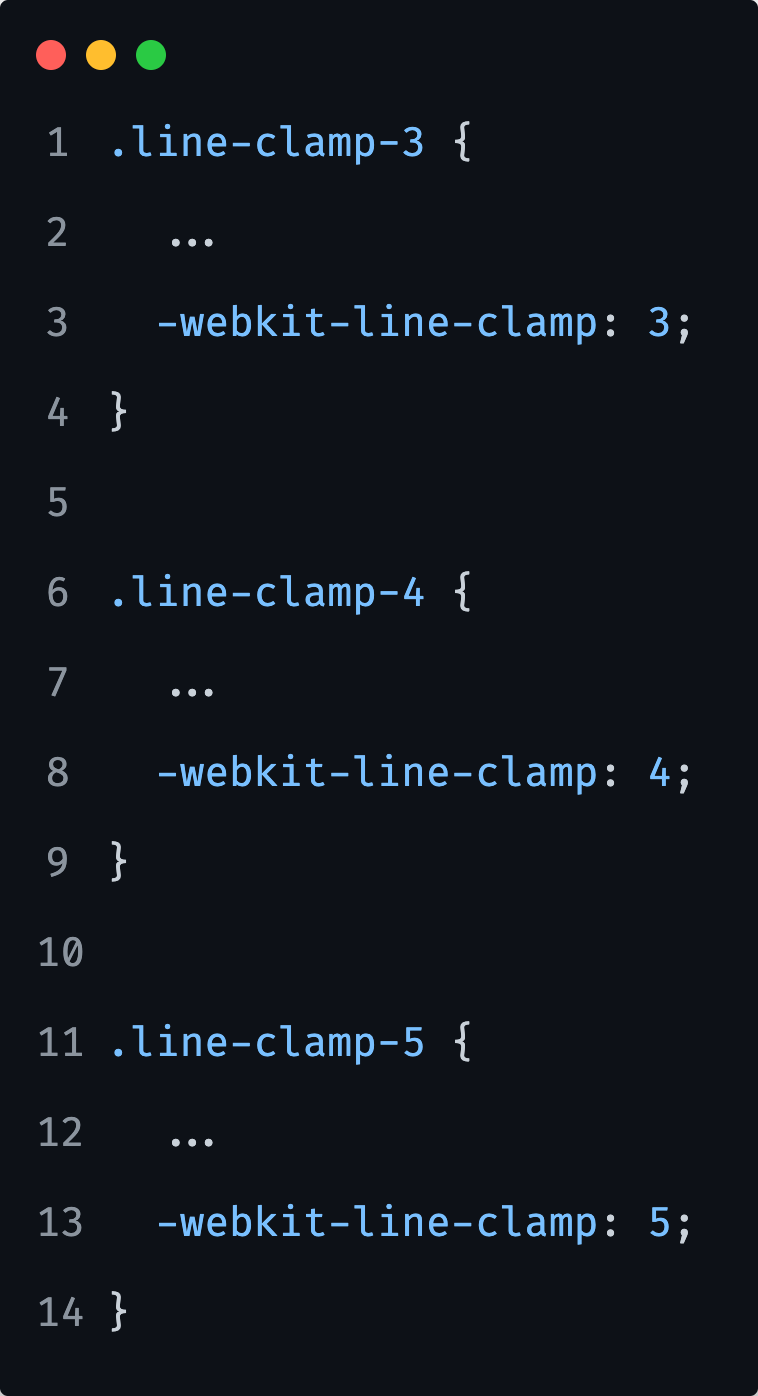 1 .line-clamp-3 {
2 ...
3 -webkit-line-clamp: 3;
4 }
5
6 .line-clamp-4 {
7 ...
8 -webkit-line-clamp: 4;
9 }
10
11 .line-clamp-5 {
12 ...
13 -webkit-line-clamp: 5;
14 }